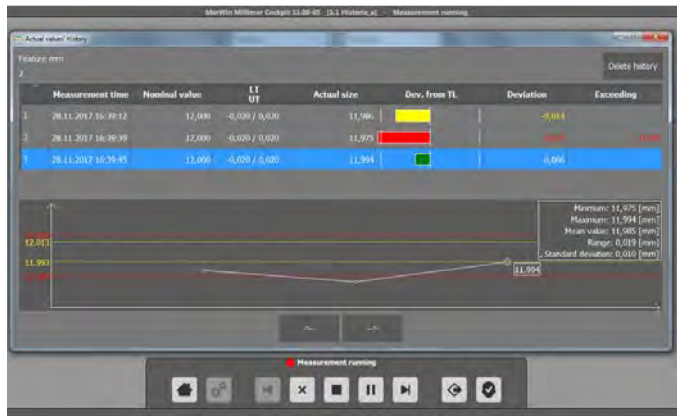 MarWin Millimar Cockpit 11.00-05 [3.1 Historie_a] - Measurement running
"Actual values" History
Feature mm
2
Delete history
Measurement time Nominal value LT UT Actual size Dev. from TL Deviation Exceeding
1 28.11.2017 16:39:12 12,000 -0,020 / 0,020 11,986 -0,014
2 28.11.2017 16:39:39 12,000 -0,020 / 0,020 11,975
3 28.11.2017 16:39:45 12,000 -0,020 / 0,020 11,994 -0,006
Minimum: 11,975 [mm]
Maximum: 11,994 [mm]
Mean value: 11,985 [mm]
Range: 0,019 [mm]
Standard deviation: 0,010 [mm]
12.013
11.993
11.994
Measurement running